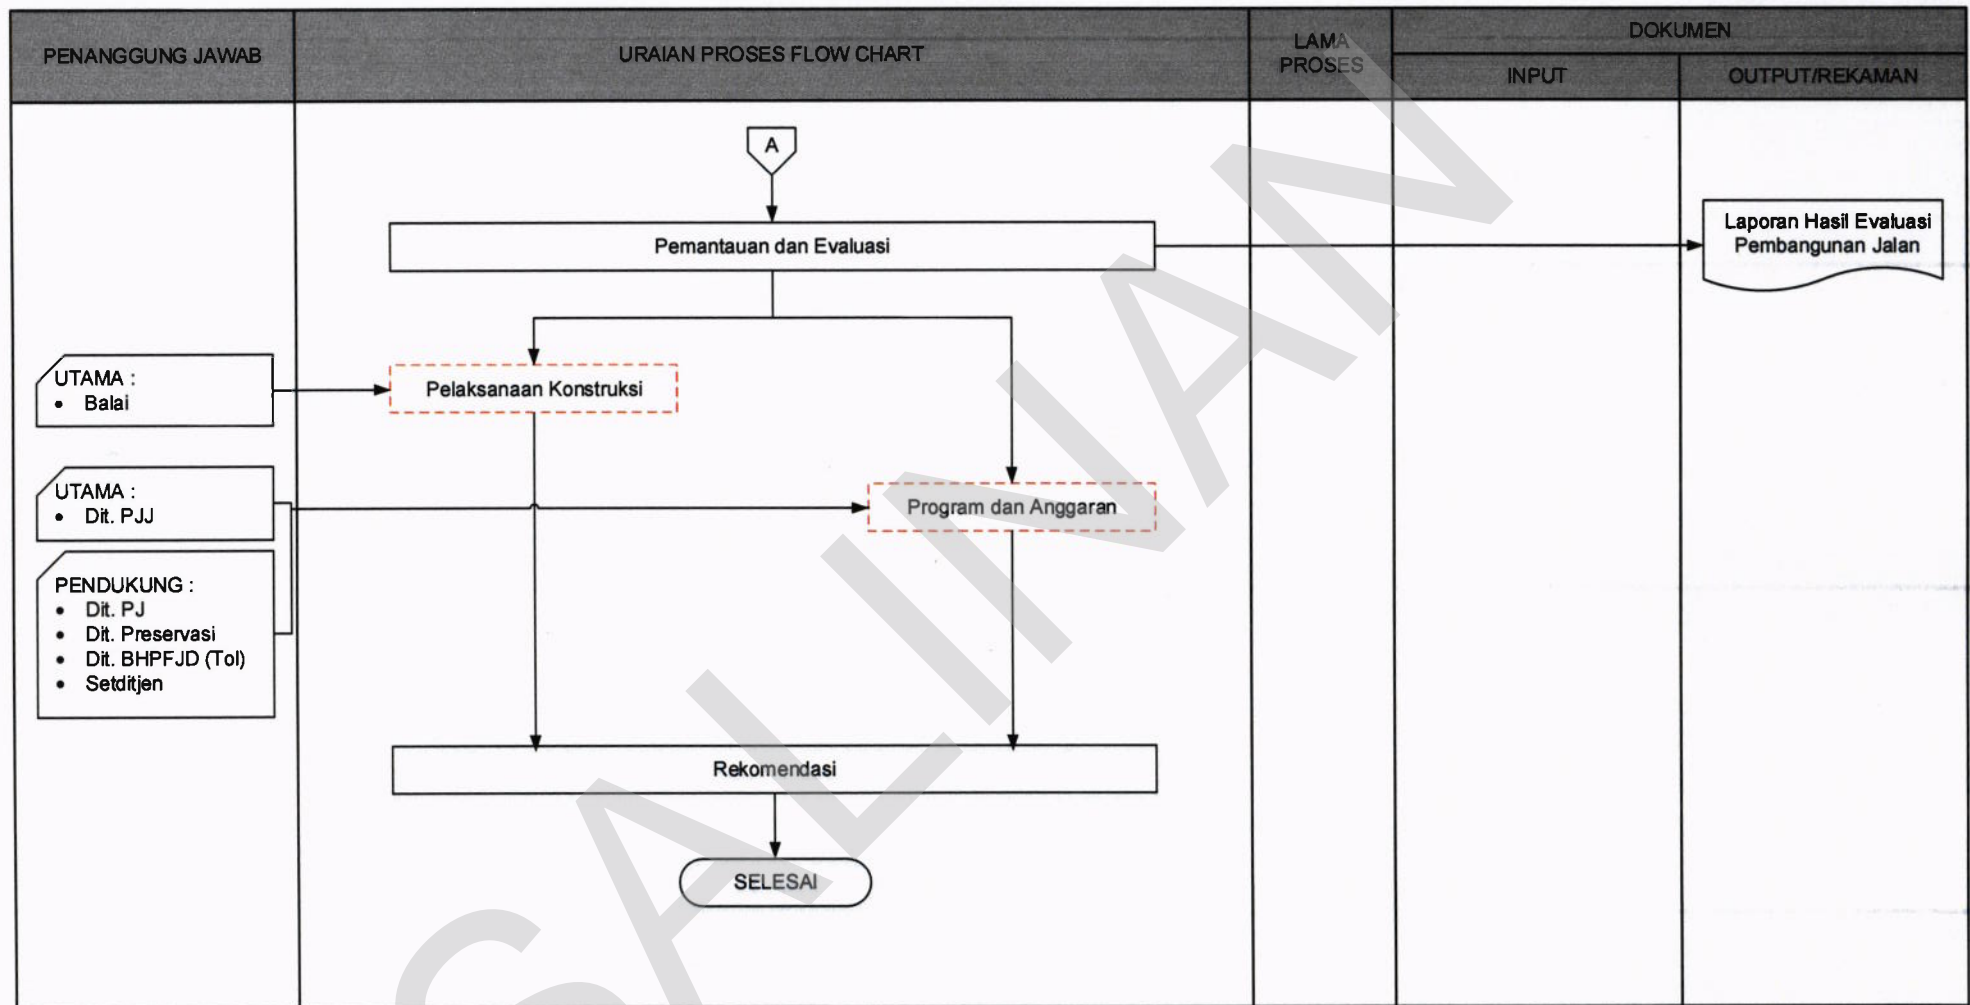 PENANGGUNG JAWAB
URAIAN PROSES FLOW CHART
LAMA
PROSES
DOKUMEN
INPUT
OUTPUT/REKAMAN
A
Pemantauan dan Evaluasi
Laporan Hasil Evaluasi
Pembangunan Jalan
UTAMA :
• Balai
Pelaksanaan Konstruksi
UTAMA :
• Dit. PJJ
Program dan Anggaran
PENDUKUNG :
• Dit. PJ
• Dit. Preservasi
• Dit. BHPFJD (Tol)
• Setditjen
Rekomendasi
SELESAI
SALINAN